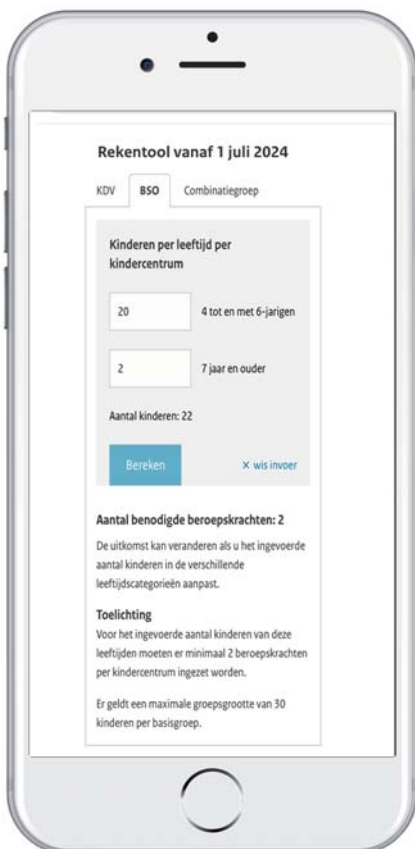 Rekentool vanaf 1 juli 2024
KDV BSO Combinatiegroep
Kinderen per leeftijd per
kindercentrum
20 4 tot en met 6-jarigen
2 7 jaar en ouder
Aantal kinderen: 22
Bereken × wis invoer
Aantal benodigde beroepskrachten: 2
De uitkomst kan veranderen als u het ingevoerde
aantal kinderen in de verschillende
leeftijdscategorieën aanpast.
Toelichting
Voor het ingevoerde aantal kinderen van deze
leeftijden moeten er minimaal 2 beroepskrachten
per kindercentrum ingezet worden.
Er geldt een maximale groepsgrootte van 30
kinderen per basisgroep.